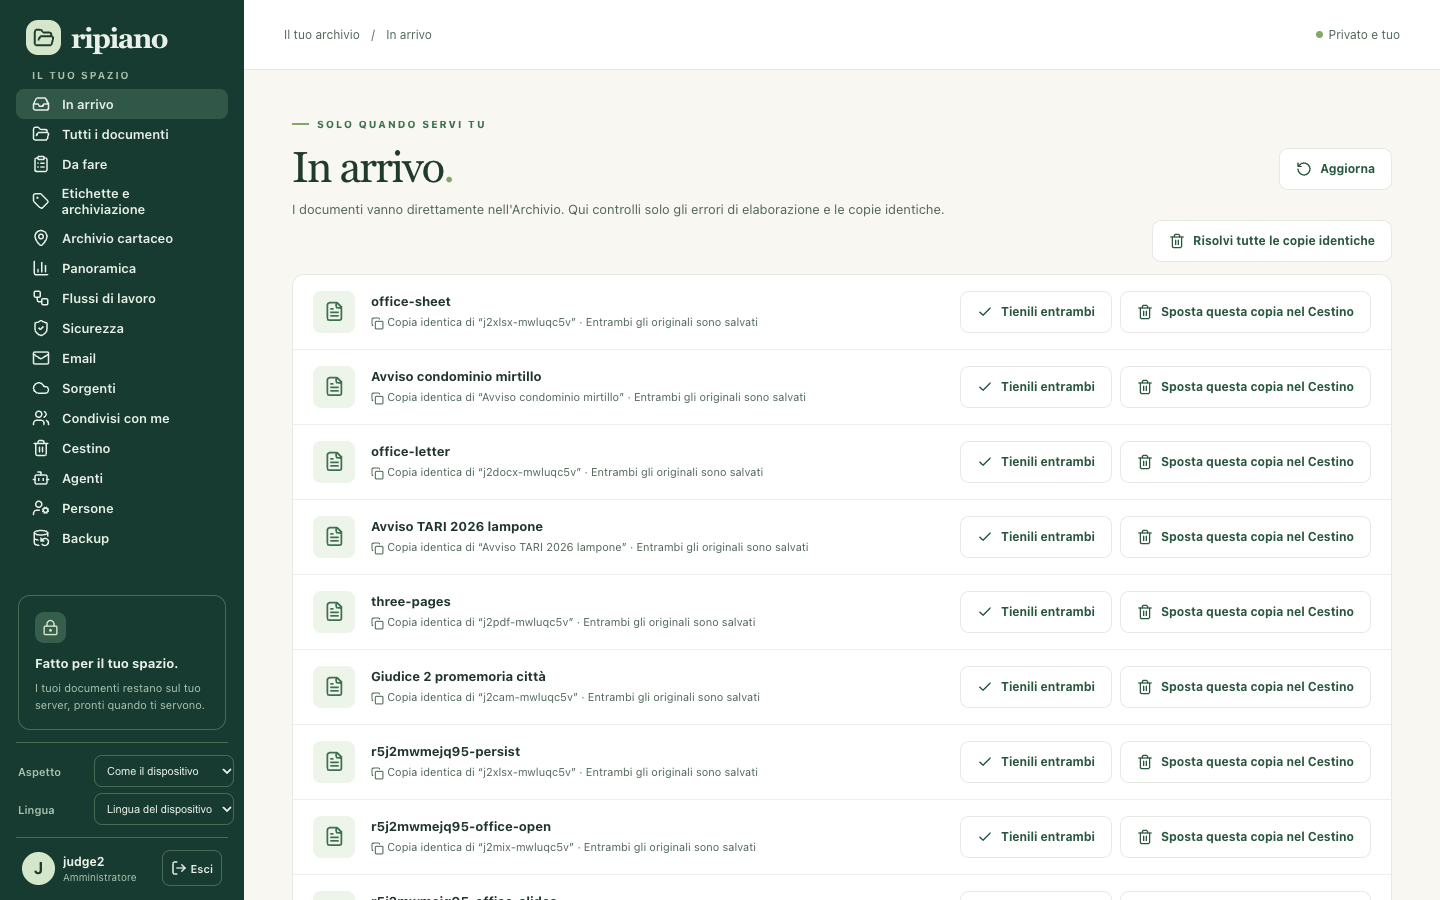 ripiano
IL TUO SPAZIO
In arrivo
Tutti i documenti
Da fare
Etichette e
archiviazione
Archivio cartaceo
Panoramica
Flussi di lavoro
Sicurezza
Email
Sorgenti
Condivisi con me
Cestino
Agenti
Persone
Backup
Fatto per il tuo spazio.
I tuoi documenti restano sul tuo
server, pronti quando ti servono.
Aspetto Come il dispositivo
Lingua Lingua del dispositivo
J judge2
Amministratore
Esci
Il tuo archivio / In arrivo
Privato e tuo
SOLO QUANDO SERVI TU
In arrivo.
Aggiorna
I documenti vanno direttamente nell'Archivio. Qui controlli solo gli errori di elaborazione e le copie identiche.
Risolvi tutte le copie identiche
office-sheet
Copia identica di “j2xlsx-mwluqc5v” · Entrambi gli originali sono salvati
Tienili entrambi Sposta questa copia nel Cestino
Avviso condominio mirtillo
Copia identica di “Avviso condominio mirtillo” · Entrambi gli originali sono salvati
Tienili entrambi Sposta questa copia nel Cestino
office-letter
Copia identica di “j2docx-mwluqc5v” · Entrambi gli originali sono salvati
Tienili entrambi Sposta questa copia nel Cestino
Avviso TARI 2026 lampone
Copia identica di “Avviso TARI 2026 lampone” · Entrambi gli originali sono salvati
Tienili entrambi Sposta questa copia nel Cestino
three-pages
Copia identica di “j2pdf-mwluqc5v” · Entrambi gli originali sono salvati
Tienili entrambi Sposta questa copia nel Cestino
Giudice 2 promemoria città
Copia identica di “j2cam-mwluqc5v” · Entrambi gli originali sono salvati
Tienili entrambi Sposta questa copia nel Cestino
r5j2mwmejq95-persist
Copia identica di “j2xlsx-mwluqc5v” · Entrambi gli originali sono salvati
Tienili entrambi Sposta questa copia nel Cestino
r5j2mwmejq95-office-open
Copia identica di “j2mix-mwluqc5v” · Entrambi gli originali sono salvati
Tienili entrambi Sposta questa copia nel Cestino